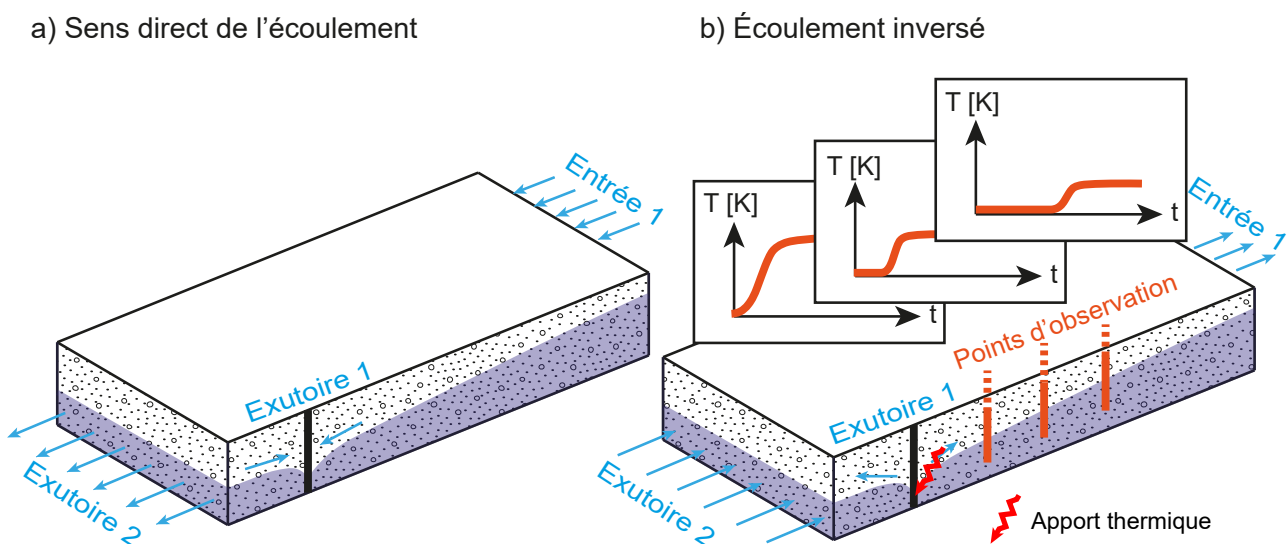 a) Sens direct de l’écoulement
Entrée 1
Exutoire 1
Exutoire 2
b) Écoulement inversé
T [K]
t
T [K]
t
T [K]
t
Entrée 1
Points d’observation
Exutoire 1
Exutoire 2
Apport thermique